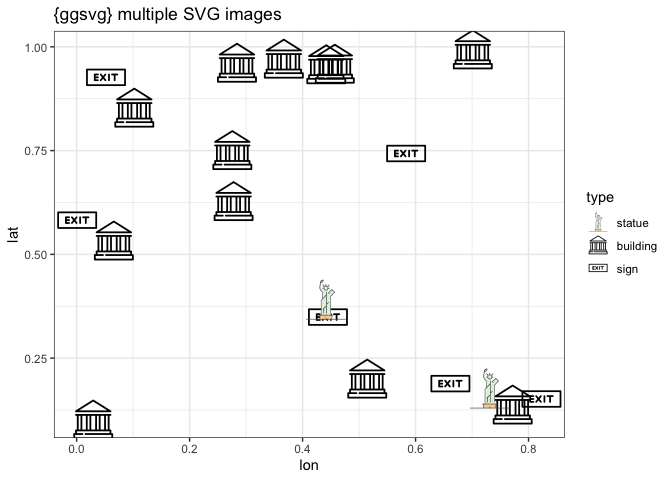 {ggsvg} multiple SVG images
1.00
EXIT
0.75
EXIT
EXIT
0.50
EXIT
0.25
EXIT
EXIT
0.0 0.2 0.4 0.6 0.8
lon
lat
type
statue
building
EXIT sign